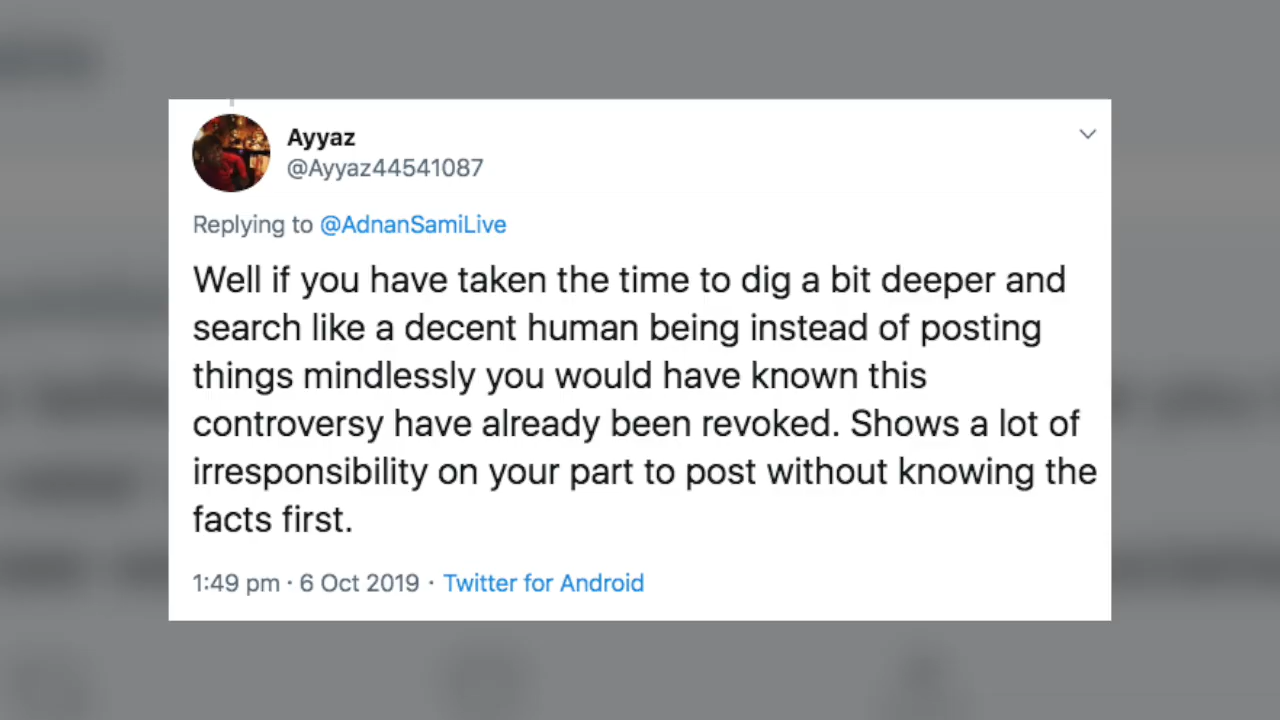 Ayyaz
@Ayyaz44541087
Replying to @AdnanSamiLive
Well if you have taken the time to dig a bit deeper and
search like a decent human being instead of posting
things mindlessly you would have known this
controversy have already been revoked. Shows a lot of
irresponsibility on your part to post without knowing the
facts first.
1:49 pm · 6 Oct 2019 · Twitter for Android